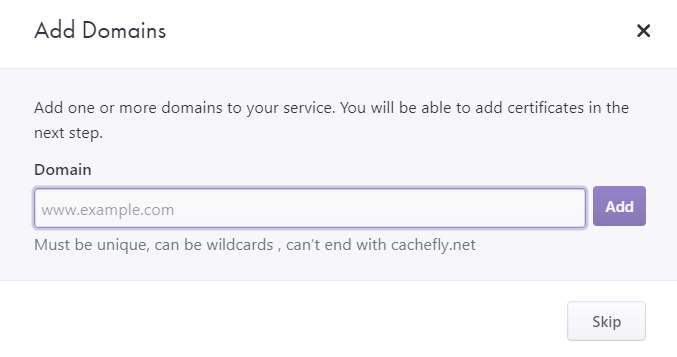 Add Domains
Add one or more domains to your service. You will be able to add certificates in the
next step.
Domain
www.example.com
Add
Must be unique, can be wildcards , can't end with cachefly.net
Skip